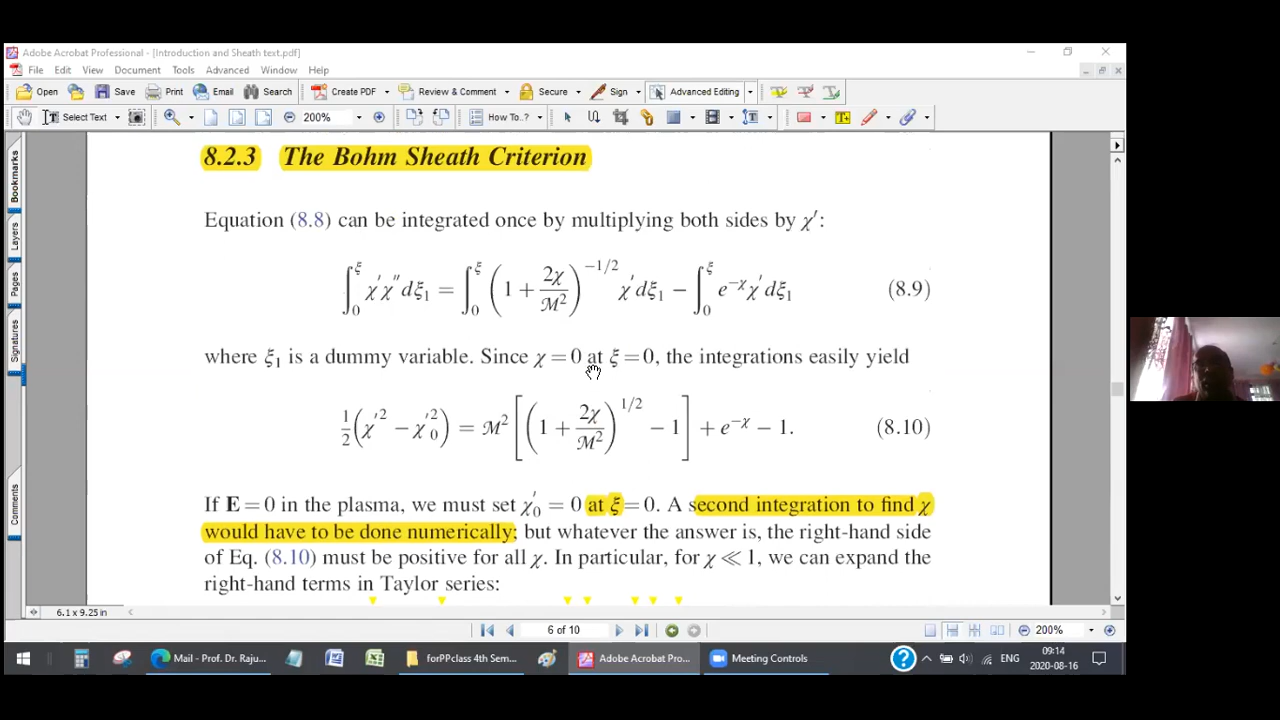 Adobe Acrobat Professional - [Introduction and Sheath text.pdf]
File Edit View Document Tools Advanced Window Help
Open Save Print Email Search Create PDF Review & Comment Secure Sign Advanced Editing
Select Text 200% How To..?
Bookmarks
Layers
Pages
Signatures
Comments
8.2.3 The Bohm Sheath Criterion
Equation (8.8) can be integrated once by multiplying both sides by χ′:
∫₀^ξ χ′χ″dξ₁ = ∫₀^ξ (1 + 2χ/ℳ²)^−1/2 χ′dξ₁ − ∫₀^ξ e^−χ χ′dξ₁ (8.9)
where ξ₁ is a dummy variable. Since χ = 0 at ξ = 0, the integrations easily yield
1/2(χ′² − χ′₀²) = ℳ²[(1 + 2χ/ℳ²)^1/2 − 1] + e^−χ − 1. (8.10)
If E = 0 in the plasma, we must set χ′₀ = 0 at ξ = 0. A second integration to find χ
would have to be done numerically; but whatever the answer is, the right-hand side
of Eq. (8.10) must be positive for all χ. In particular, for χ ≪ 1, we can expand the
right-hand terms in Taylor series:
6.1 x 9.25 in
6 of 10 200%
Mail - Prof. Dr. Raju... forPPclass 4th Sem... Adobe Acrobat Pro... Meeting Controls ENG 09:14
2020-08-16